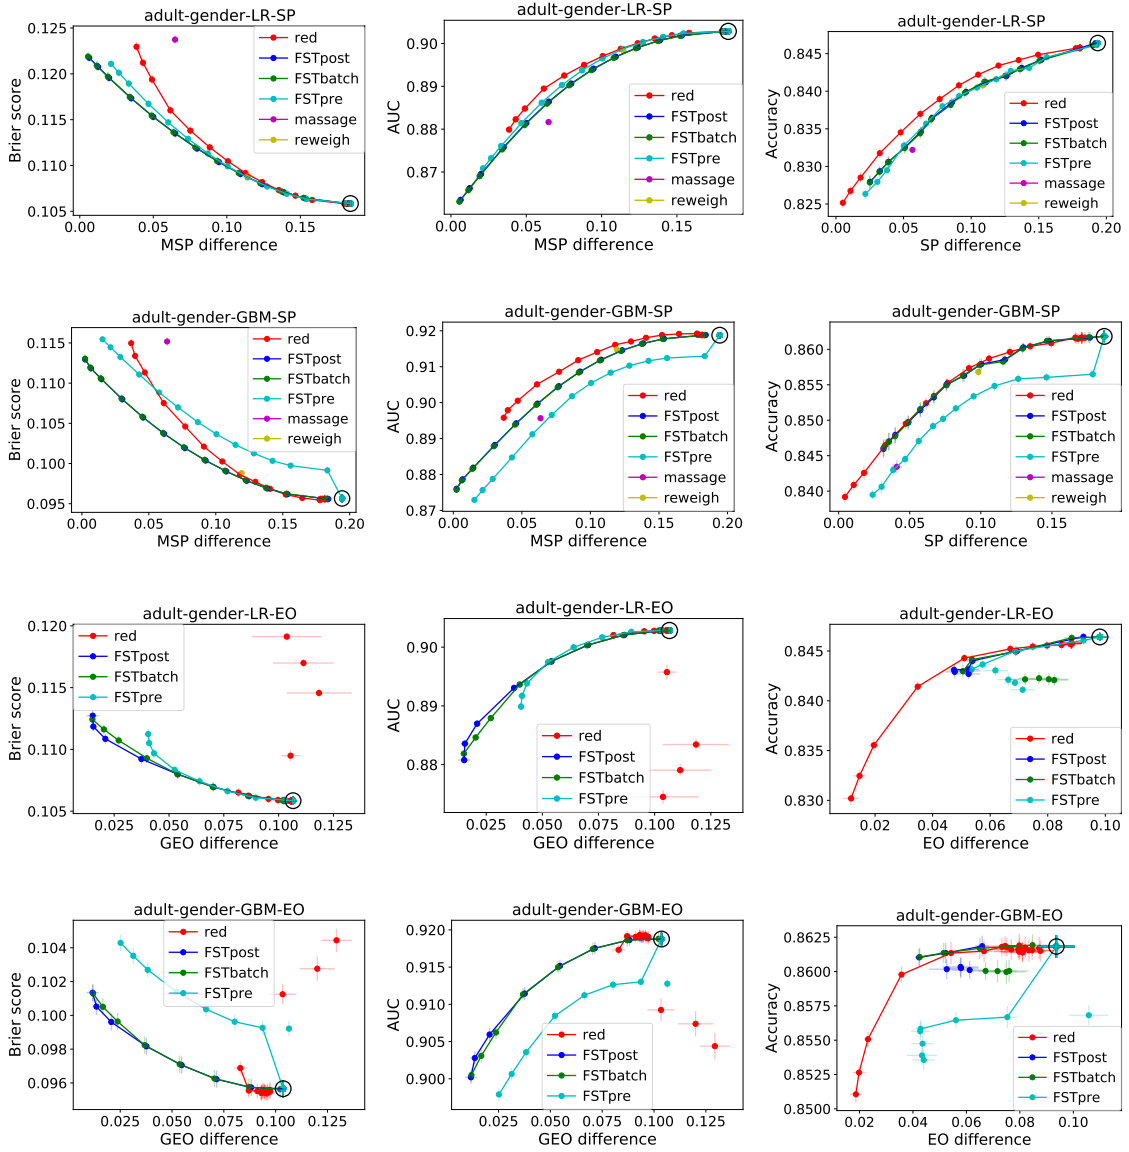 adult-gender-LR-SP
Brier score
0.125
0.120
0.115
0.110
0.105
0.00
0.05
0.10
0.15
MSP difference
red
FSTpost
FSTbatch
FSTpre
massage
reweigh
adult-gender-LR-SP
AUC
0.90
0.89
0.88
0.87
0.00
0.05
0.10
0.15
MSP difference
red
FSTpost
FSTbatch
FSTpre
massage
reweigh
adult-gender-LR-SP
Accuracy
0.845
0.840
0.835
0.830
0.825
0.00
0.05
0.10
0.15
0.20
SP difference
red
FSTpost
FSTbatch
FSTpre
massage
reweigh
adult-gender-GBM-SP
Brier score
0.115
0.110
0.105
0.100
0.095
0.00
0.05
0.10
0.15
0.20
MSP difference
red
FSTpost
FSTbatch
FSTpre
massage
reweigh
adult-gender-GBM-SP
AUC
0.92
0.91
0.90
0.89
0.88
0.87
0.00
0.05
0.10
0.15
0.20
MSP difference
red
FSTpost
FSTbatch
FSTpre
massage
reweigh
adult-gender-GBM-SP
Accuracy
0.860
0.855
0.850
0.845
0.840
0.00
0.05
0.10
0.15
SP difference
red
FSTpost
FSTbatch
FSTpre
massage
reweigh
adult-gender-LR-EO
Brier score
0.120
0.115
0.110
0.105
0.025
0.050
0.075
0.100
0.125
GEO difference
red
FSTpost
FSTbatch
FSTpre
adult-gender-LR-EO
AUC
0.90
0.89
0.88
0.025
0.050
0.075
0.100
0.125
GEO difference
red
FSTpost
FSTbatch
FSTpre
adult-gender-LR-EO
Accuracy
0.845
0.840
0.835
0.830
0.02
0.04
0.06
0.08
0.10
EO difference
red
FSTpost
FSTbatch
FSTpre
adult-gender-GBM-EO
Brier score
0.104
0.102
0.100
0.098
0.096
0.025
0.050
0.075
0.100
0.125
GEO difference
red
FSTpost
FSTbatch
FSTpre
adult-gender-GBM-EO
AUC
0.920
0.915
0.910
0.905
0.900
0.025
0.050
0.075
0.100
0.125
GEO difference
red
FSTpost
FSTbatch
FSTpre
adult-gender-GBM-EO
Accuracy
0.8625
0.8600
0.8575
0.8550
0.8525
0.8500
0.02
0.04
0.06
0.08
0.10
EO difference
red
FSTpost
FSTbatch
FSTpre